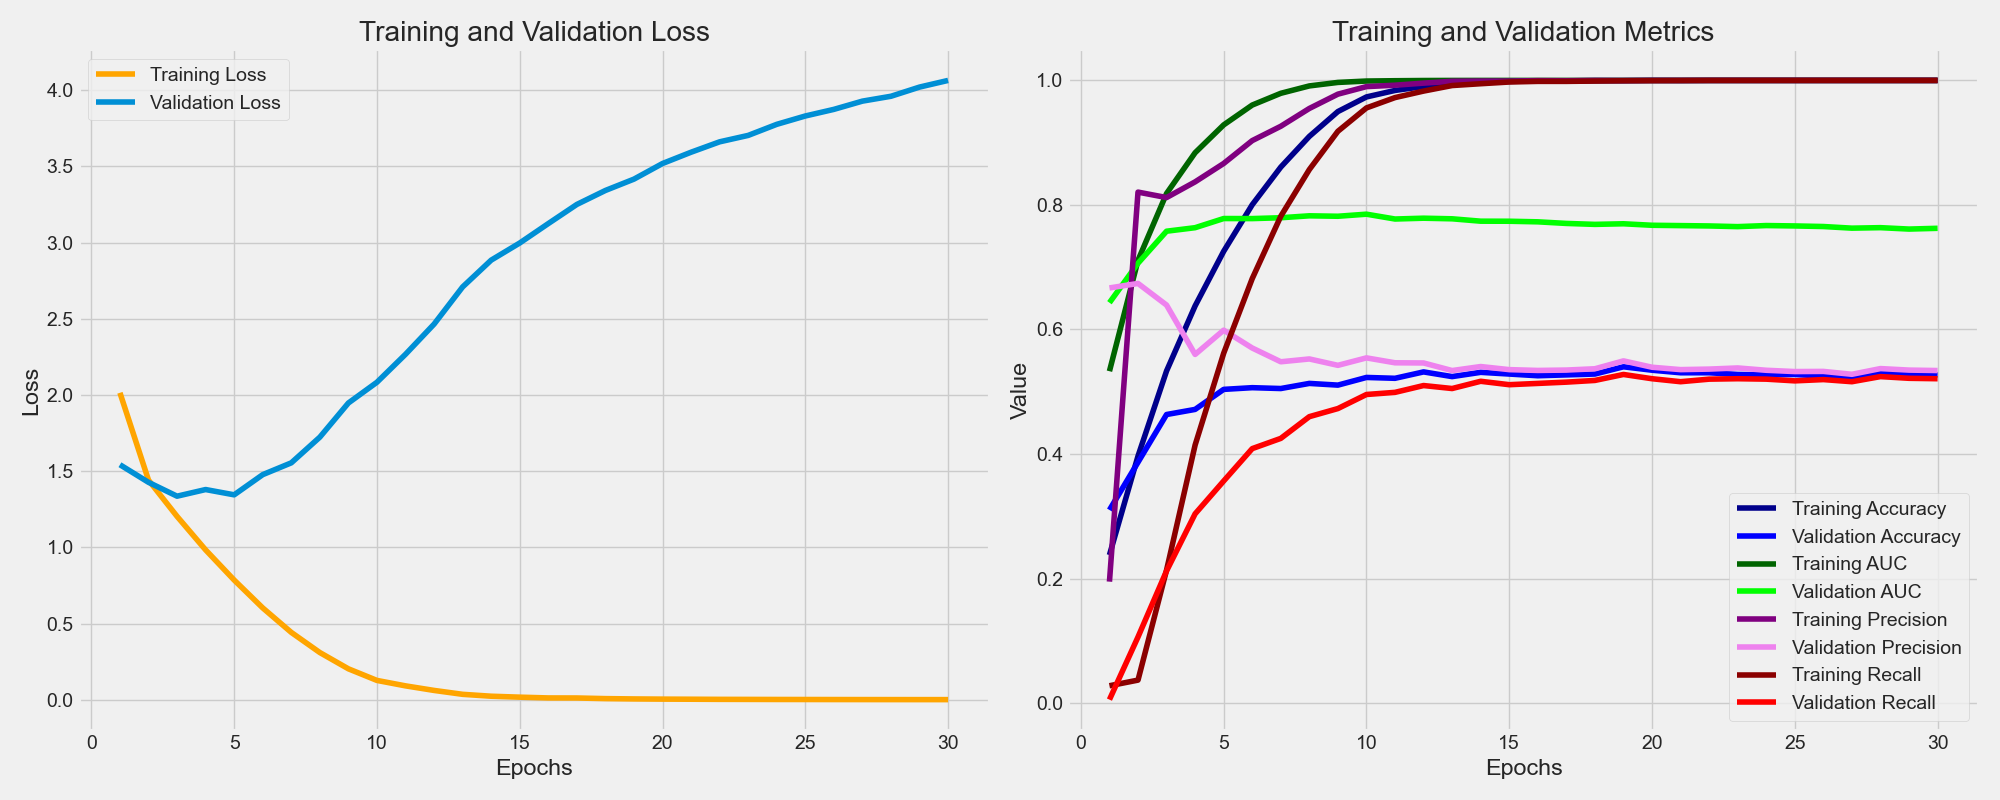 Training and Validation Loss
Training Loss
Validation Loss
4.0
3.5
3.0
2.5
2.0
1.5
1.0
0.5
0.0
Loss
0 5 10 15 20 25 30
Epochs
Training and Validation Metrics
1.0
0.8
0.6
0.4
0.2
0.0
Value
Training Accuracy
Validation Accuracy
Training AUC
Validation AUC
Training Precision
Validation Precision
Training Recall
Validation Recall
0 5 10 15 20 25 30
Epochs